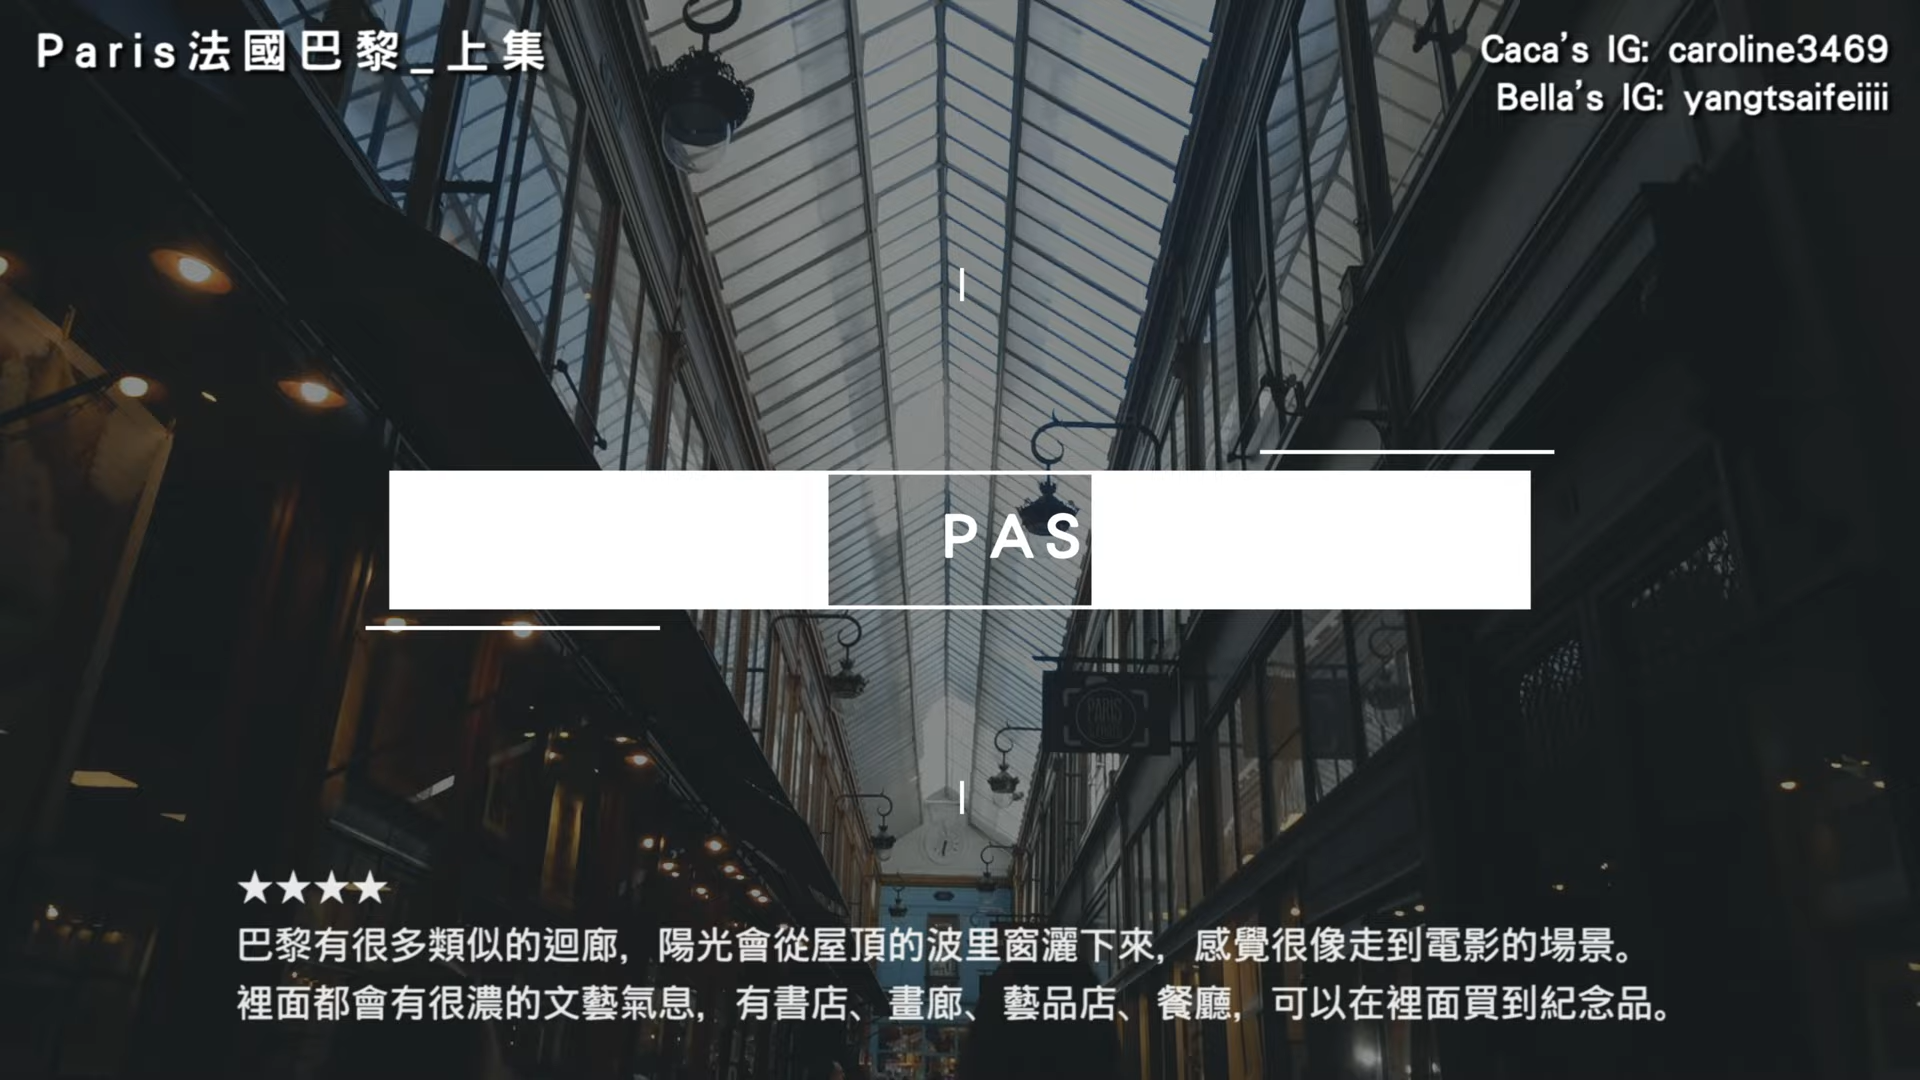 Paris法國巴黎_上集
Caca's IG: caroline3469
Bella's IG: yangtsaifeiiii
PAS
PARIS
★★★★
巴黎有很多類似的迴廊，陽光會從屋頂的波里窗灑下來，感覺很像走到電影的場景。
裡面都會有很濃的文藝氣息，有書店、畫廊、藝品店、餐廳，可以在裡面買到紀念品。